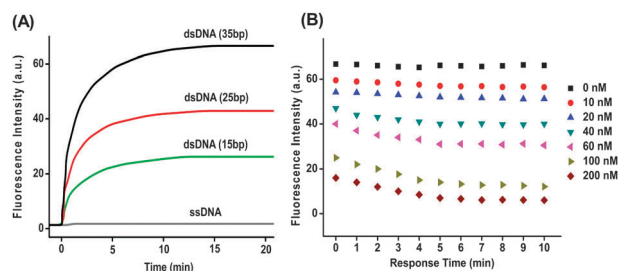 (A)
Fluorescence Intensity (a.u.)
60
40
20
0
dsDNA (35bp)
dsDNA (25bp)
dsDNA (15bp)
ssDNA
0 5 10 15 20
Time (min)
(B)
Fluorescence Intensity (a.u.)
60
40
20
0
0 1 2 3 4 5 6 7 8 9 10
Response Time (min)
0 nM
10 nM
20 nM
40 nM
60 nM
100 nM
200 nM